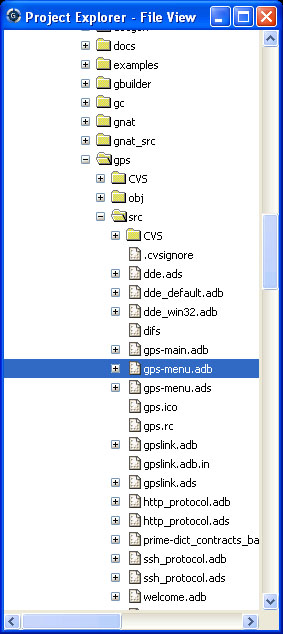 Project Explorer - File View
docs
examples
gbuilder
gc
gnat
gnat_src
gps
CVS
obj
src
CVS
.cvsignore
dde.ads
dde_default.adb
dde_win32.adb
difs
gps-main.adb
gps-menu.adb
gps-menu.ads
gps.ico
gps.rc
gpslink.adb
gpslink.adb.in
gpslink.ads
http_protocol.adb
http_protocol.ads
prime-dict_contracts_ba
ssh_protocol.adb
ssh_protocol.ads
welcome.adb